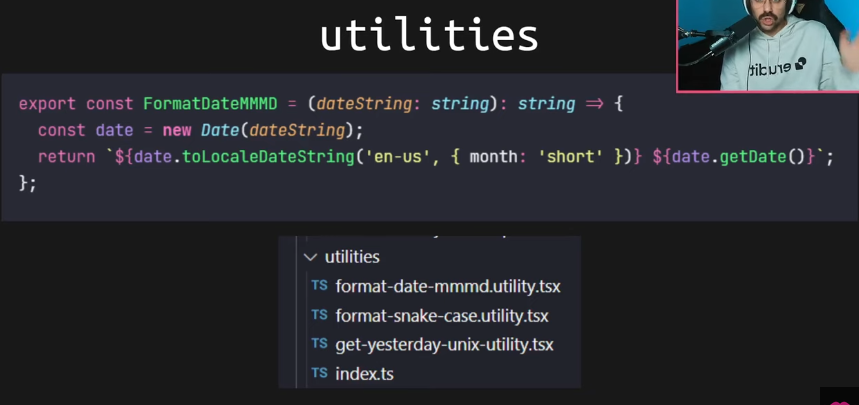 utilities
export const FormatDateMMMD = (dateString: string): string => {
const date = new Date(dateString);
return `${date.toLocaleDateString('en-us', { month: 'short' })} ${date.getDate()}`;
};
utilities
TS format-date-mmmd.utility.tsx
TS format-snake-case.utility.tsx
TS get-yesterday-unix-utility.tsx
TS index.ts
erudit